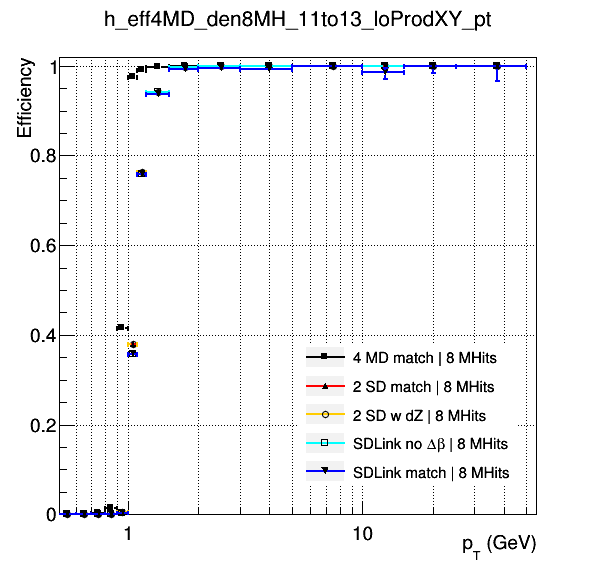 h_eff4MD_den8MH_11to13_loProdXY_pt
Efficiency
1
0.8
0.6
0.4
0.2
0
4 MD match | 8 MHits
2 SD match | 8 MHits
2 SD w dZ | 8 MHits
SDLink no Δβ | 8 MHits
SDLink match | 8 MHits
1
10
p_T (GeV)